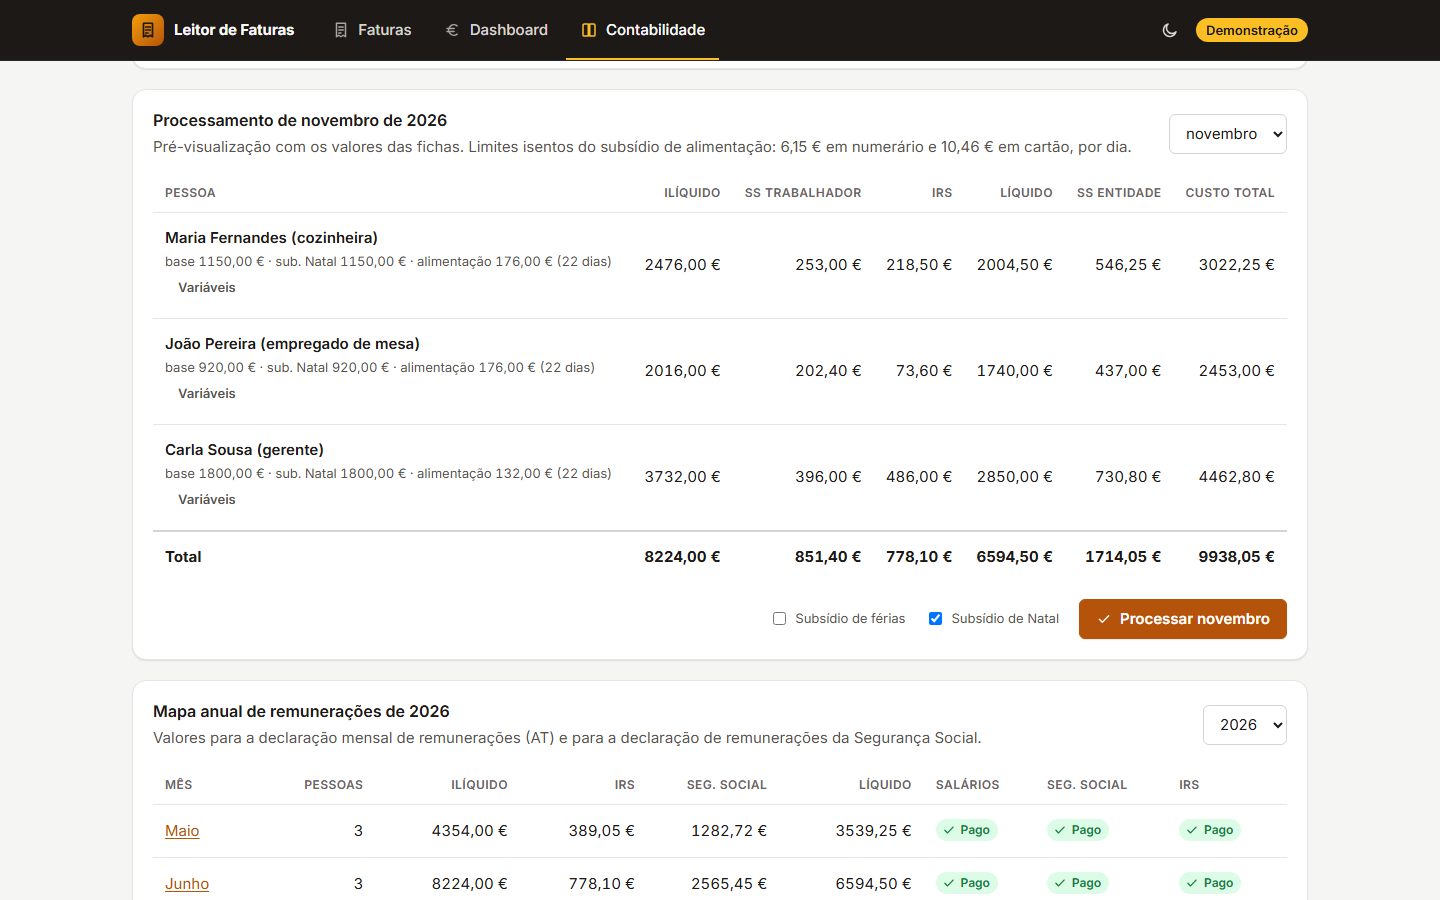 Leitor de Faturas Faturas Dashboard Contabilidade Demonstração
Processamento de novembro de 2026
Pré-visualização com os valores das fichas. Limites isentos do subsídio de alimentação: 6,15 € em numerário e 10,46 € em cartão, por dia.
novembro
PESSOA ILÍQUIDO SS TRABALHADOR IRS LÍQUIDO SS ENTIDADE CUSTO TOTAL
Maria Fernandes (cozinheira)
base 1150,00 € · sub. Natal 1150,00 € · alimentação 176,00 € (22 dias)
Variáveis
2476,00 € 253,00 € 218,50 € 2004,50 € 546,25 € 3022,25 €
João Pereira (empregado de mesa)
base 920,00 € · sub. Natal 920,00 € · alimentação 176,00 € (22 dias)
Variáveis
2016,00 € 202,40 € 73,60 € 1740,00 € 437,00 € 2453,00 €
Carla Sousa (gerente)
base 1800,00 € · sub. Natal 1800,00 € · alimentação 132,00 € (22 dias)
Variáveis
3732,00 € 396,00 € 486,00 € 2850,00 € 730,80 € 4462,80 €
Total 8224,00 € 851,40 € 778,10 € 6594,50 € 1714,05 € 9938,05 €
Subsídio de férias Subsídio de Natal Processar novembro
Mapa anual de remunerações de 2026
Valores para a declaração mensal de remunerações (AT) e para a declaração de remunerações da Segurança Social.
2026
MÊS PESSOAS ILÍQUIDO IRS SEG. SOCIAL LÍQUIDO SALÁRIOS SEG. SOCIAL IRS
Maio 3 4354,00 € 389,05 € 1282,72 € 3539,25 € Pago Pago Pago
Junho 3 8224,00 € 778,10 € 2565,45 € 6594,50 € Pago Pago Pago